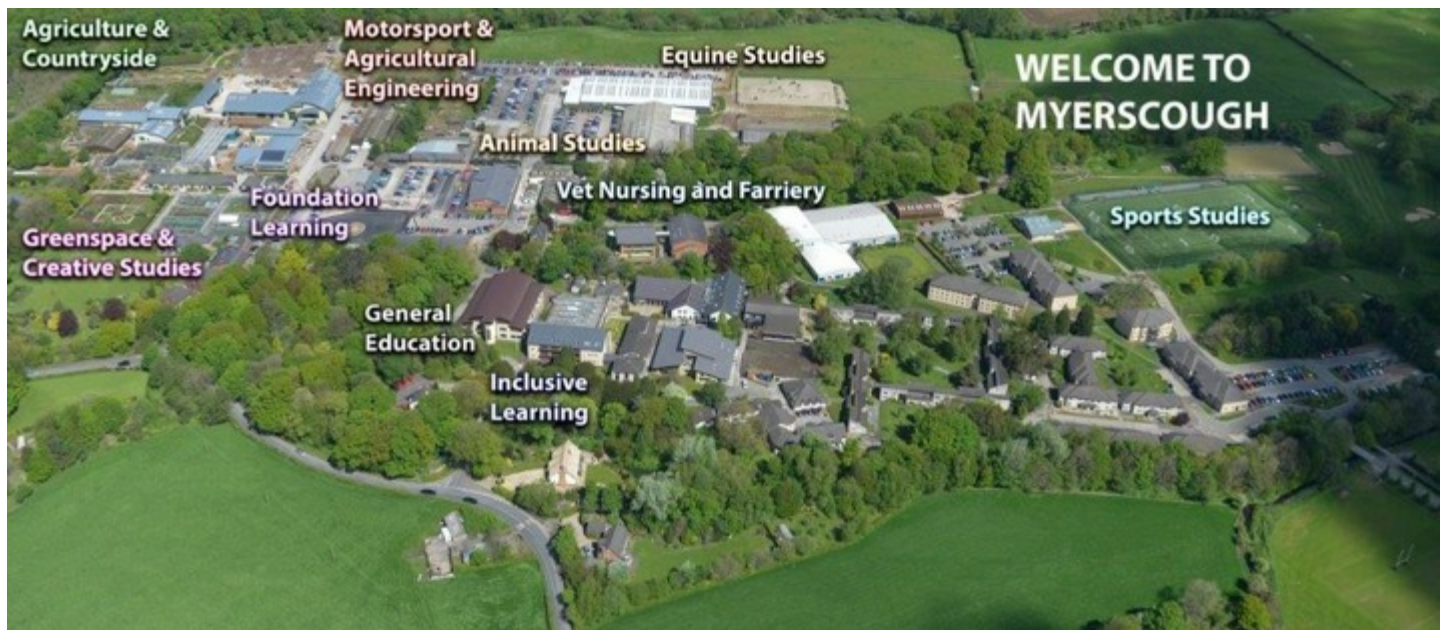 Agriculture &
Countryside
Motorsport &
Agricultural
Engineering
Equine Studies
WELCOME TO
MYERSCOUGH
Animal Studies
Vet Nursing and Farriery
Foundation
Learning
Sports Studies
Greenspace &
Creative Studies
General
Education
Inclusive
Learning